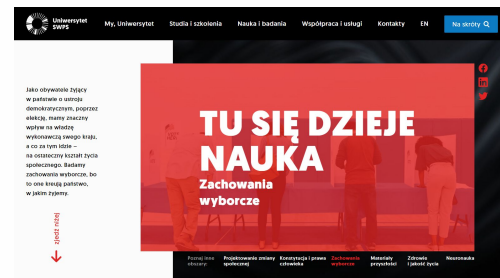 Uniwersytet
SWPS
My, Uniwersytet
Studia i szkolenia
Nauka i badania
Współpraca i usługi
Kontakty
EN
Na skróty
Jako obywatele żyjący
w państwie o ustroju
demokratycznym, poprzez
elekcję, mamy znaczny
wpływ na władzę
wykonawczą swego kraju,
a co za tym idzie –
na ostateczny kształt życia
społecznego. Badamy
zachowania wyborcze, bo
to one kreują państwo,
w jakim żyjemy.
zjedź niżej
TU SIĘ DZIEJE
NAUKA
Zachowania
wyborcze
Poznaj inne
obszary:
Projektowanie zmiany
społecznej
Konstytucja i prawa
człowieka
Zachowania
wyborcze
Materiały
przyszłości
Zdrowie
i jakość życia
Neuronauka